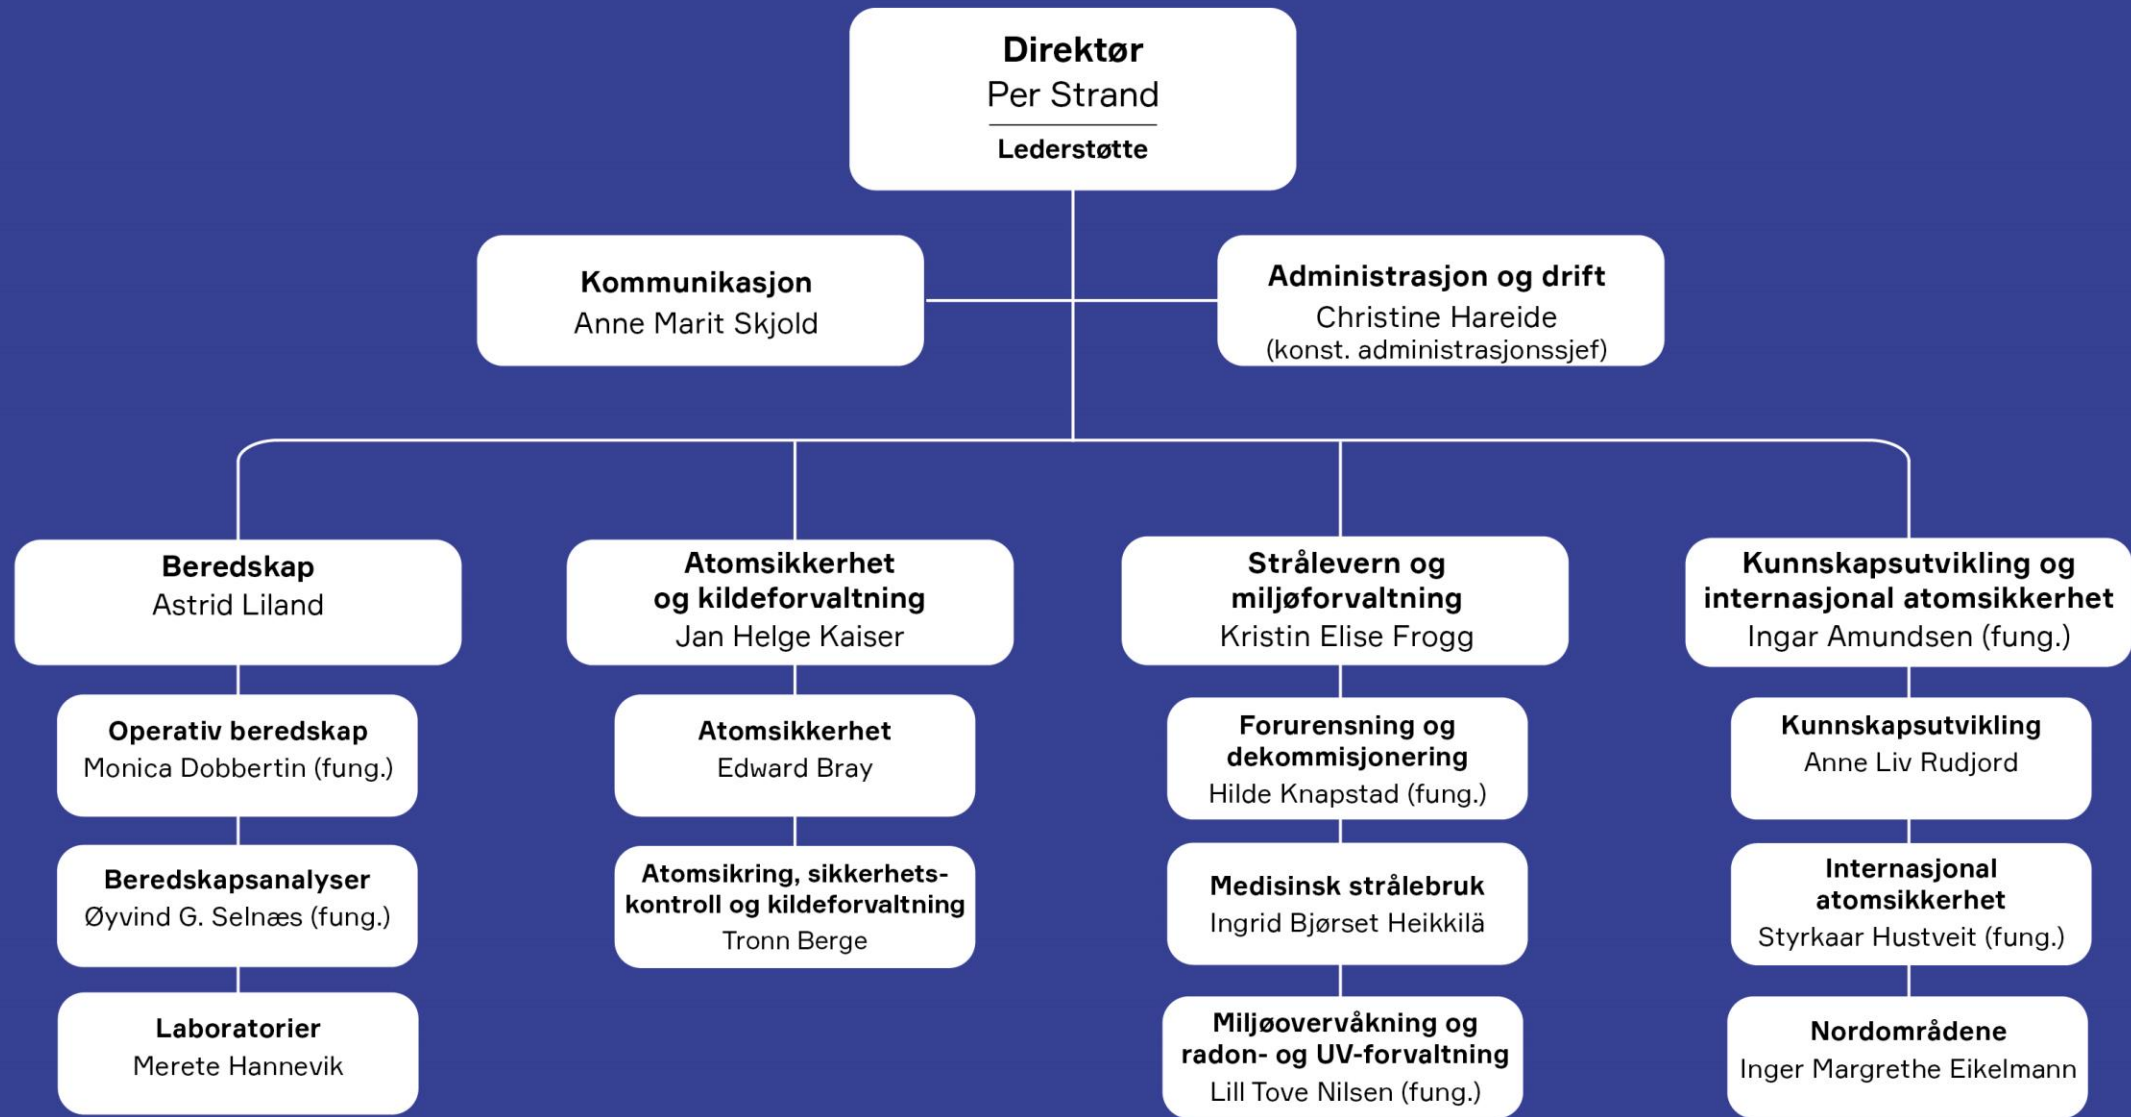 Direktør
Per Strand
Lederstøtte
Kommunikasjon
Anne Marit Skjold
Administrasjon og drift
Christine Hareide
(konst. administrasjonssjef)
Beredskap
Astrid Liland
Atomsikkerhet
og kildeforvaltning
Jan Helge Kaiser
Strålevern og
miljøforvaltning
Kristin Elise Frogg
Kunnskapsutvikling og
internasjonal atomsikkerhet
Ingar Amundsen (fung.)
Operativ beredskap
Monica Dobbertin (fung.)
Atomsikkerhet
Edward Bray
Forurensning og
dekommisjonering
Hilde Knapstad (fung.)
Kunnskapsutvikling
Anne Liv Rudjord
Beredskapsanalyser
Øyvind G. Selnæs (fung.)
Atomsikring, sikkerhets-
kontroll og kildeforvaltning
Tronn Berge
Medisinsk strålebruk
Ingrid Bjørset Heikkilä
Internasjonal
atomsikkerhet
Styrkaar Hustveit (fung.)
Laboratorier
Merete Hannevik
Miljøovervåkning og
radon- og UV-forvaltning
Lill Tove Nilsen (fung.)
Nordområdene
Inger Margrethe Eikelmann